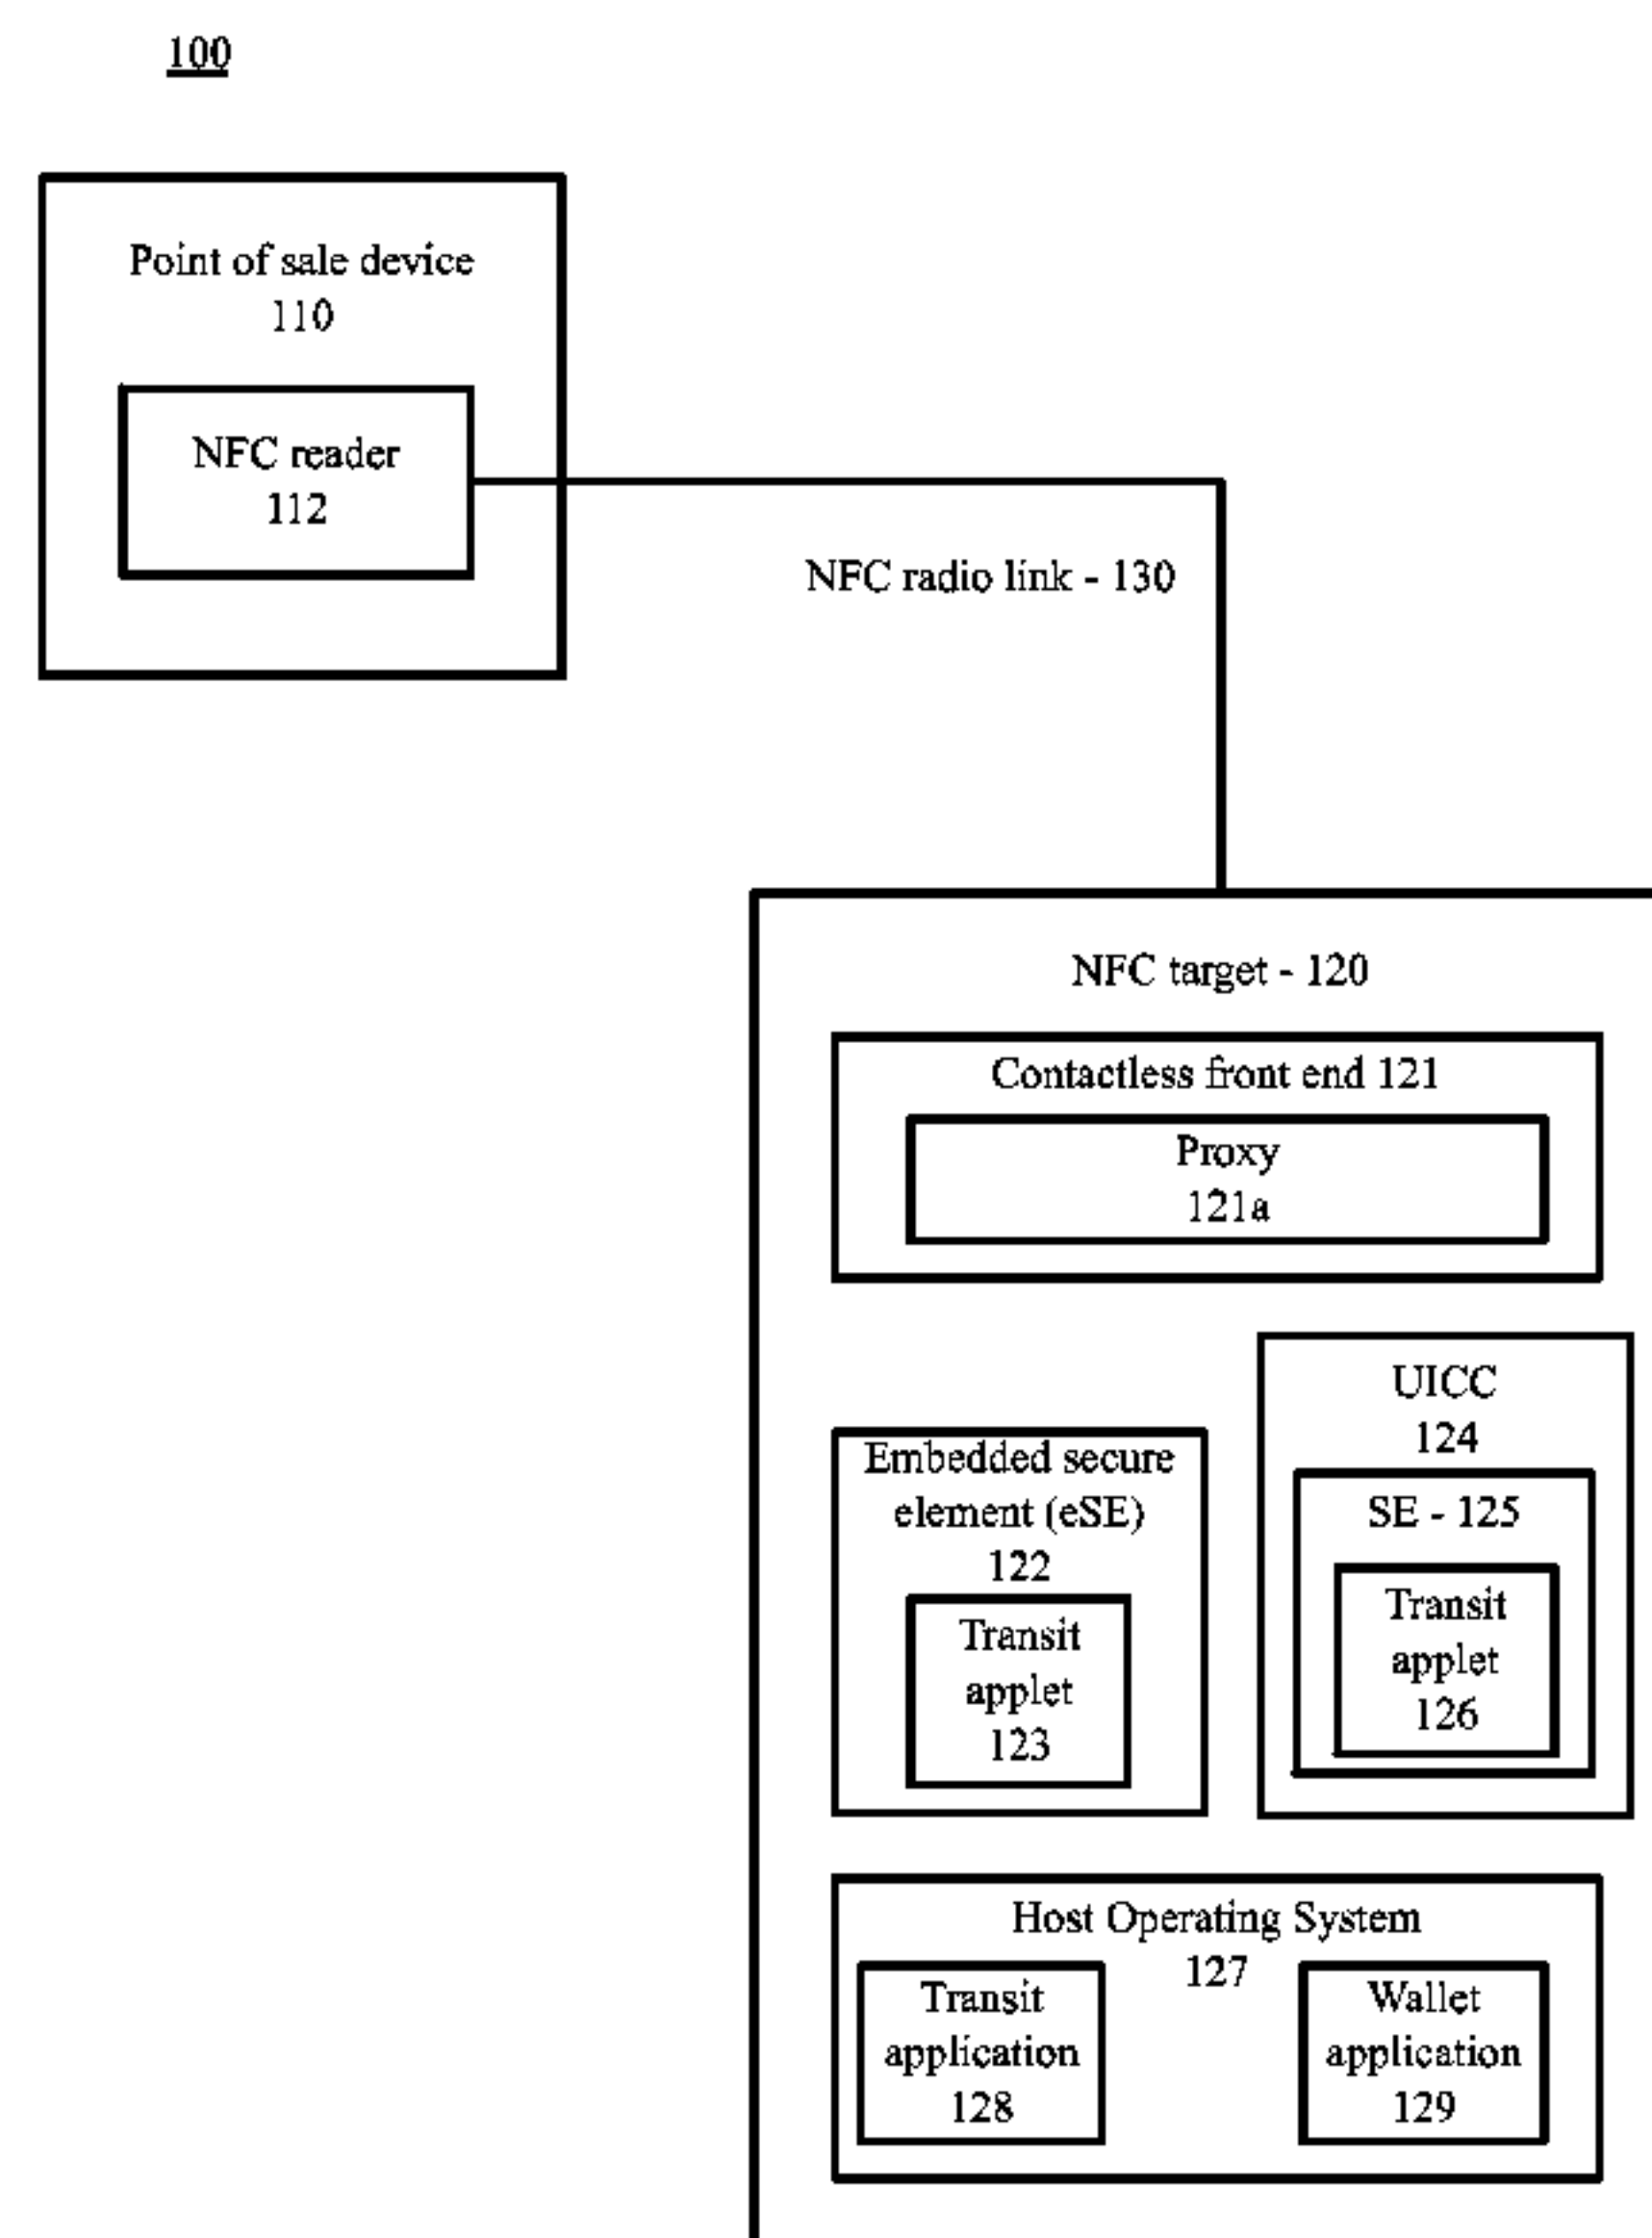 100
Point of sale device
110
NFC reader
112
NFC radio link - 130
NFC target - 120
Contactless front end 121
Proxy
121a
Embedded secure
element (eSE)
122
Transit
applet
123
UICC
124
SE - 125
Transit
applet
126
Host Operating System
127
Transit
application
128
Wallet
application
129